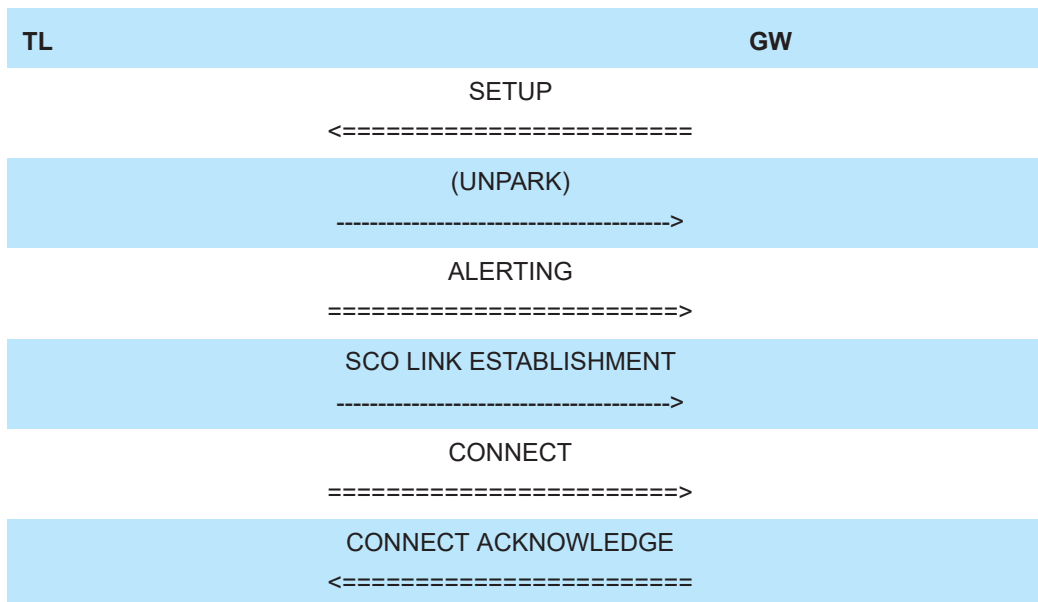 TL GW
SETUP
<========================
(UNPARK)
---------------------------------------->
ALERTING
========================>
SCO LINK ESTABLISHMENT
---------------------------------------->
CONNECT
========================>
CONNECT ACKNOWLEDGE
<========================